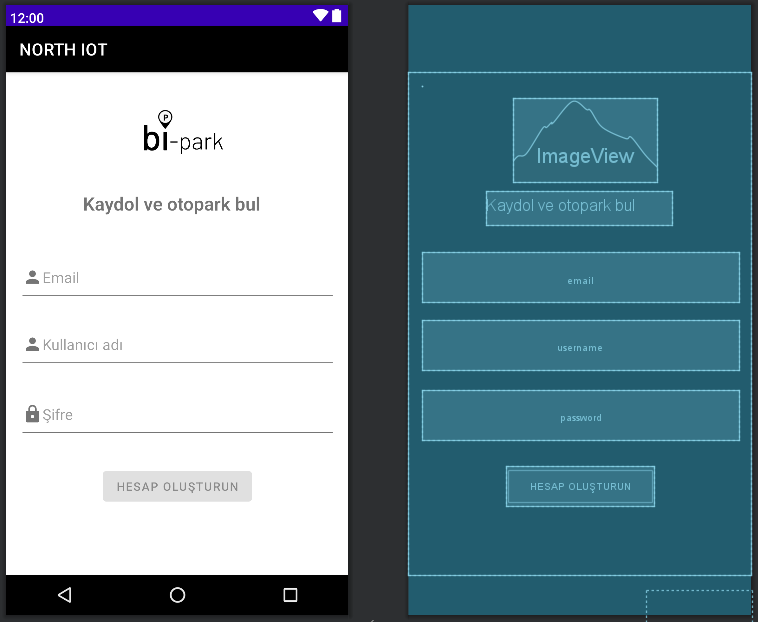 12:00
NORTH IOT
P
bi-park
Kaydol ve otopark bul
Email
Kullanıcı adı
Şifre
HESAP OLUŞTURUN
ImageView
Kaydol ve otopark bul
email
username
password
HESAP OLUŞTURUN